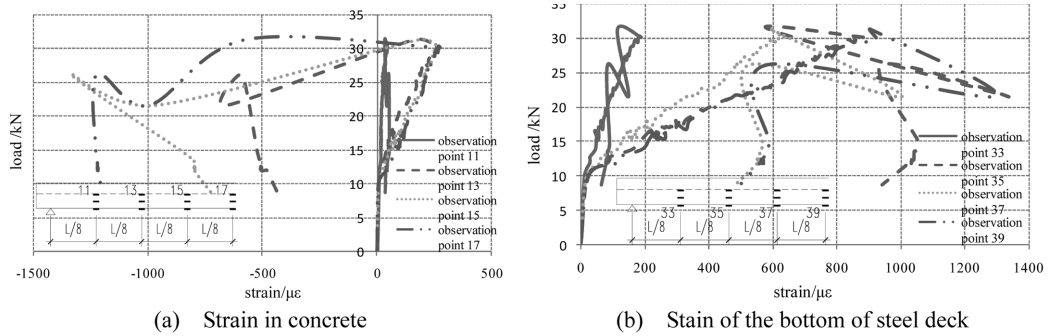 35
30
25
20
15
10
5
0
load /kN
-1500 -1000 -500 0 500
strain/με
observation point 11
observation point 13
observation point 15
observation point 17
11 13 15 17
L/8 L/8 L/8 L/8
(a) Strain in concrete
35
30
25
20
15
10
5
0
load /kN
0 200 400 600 800 1000 1200 1400
strain/με
observation point 33
observation point 35
observation point 37
observation point 39
33 35 37 39
L/8 L/8 L/8 L/8
(b) Stain of the bottom of steel deck